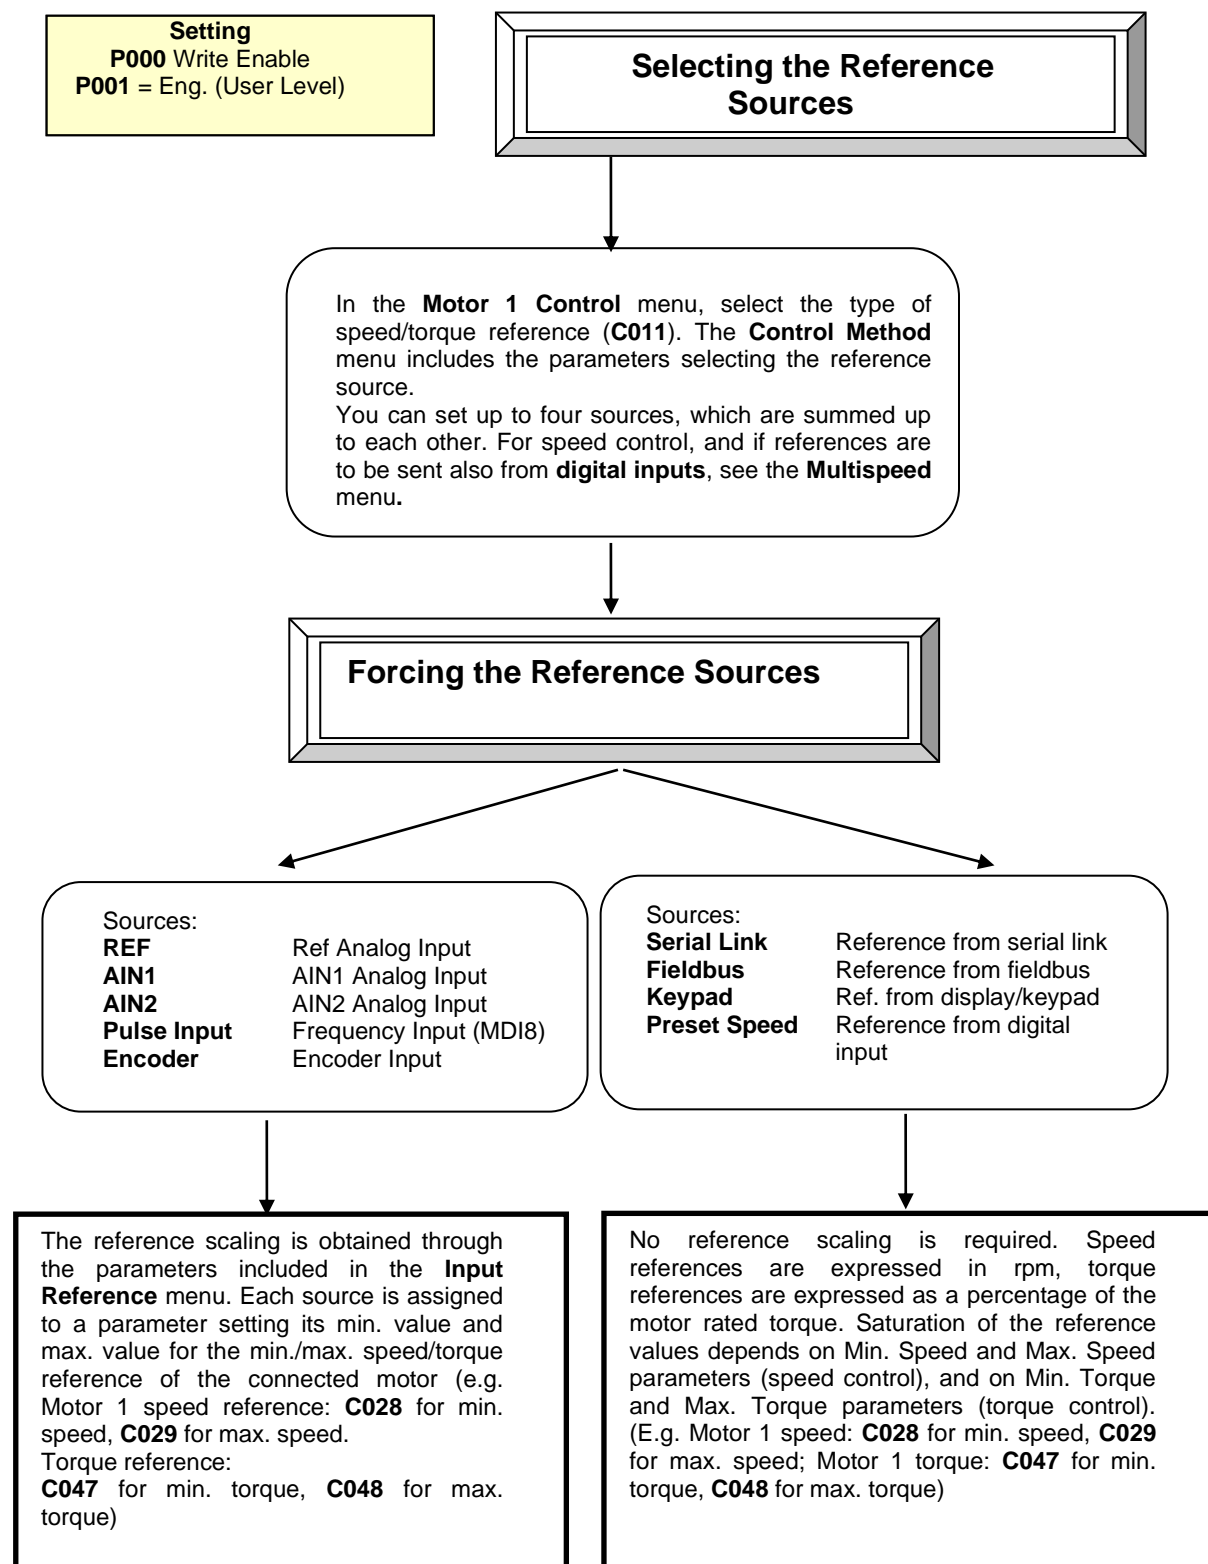 Setting
P000 Write Enable
P001 = Eng. (User Level)
Selecting the Reference
Sources
In the Motor 1 Control menu, select the type of
speed/torque reference (C011). The Control Method
menu includes the parameters selecting the reference
source.
You can set up to four sources, which are summed up
to each other. For speed control, and if references are
to be sent also from digital inputs, see the Multispeed
menu.
Forcing the Reference Sources
Sources:
REF Ref Analog Input
AIN1 AIN1 Analog Input
AIN2 AIN2 Analog Input
Pulse Input Frequency Input (MDI8)
Encoder Encoder Input
Sources:
Serial Link Reference from serial link
Fieldbus Reference from fieldbus
Keypad Ref. from display/keypad
Preset Speed Reference from digital
input
The reference scaling is obtained through
the parameters included in the Input
Reference menu. Each source is assigned
to a parameter setting its min. value and
max. value for the min./max. speed/torque
reference of the connected motor (e.g.
Motor 1 speed reference: C028 for min.
speed, C029 for max. speed.
Torque reference:
C047 for min. torque, C048 for max.
torque)
No reference scaling is required. Speed
references are expressed in rpm, torque
references are expressed as a percentage of the
motor rated torque. Saturation of the reference
values depends on Min. Speed and Max. Speed
parameters (speed control), and on Min. Torque
and Max. Torque parameters (torque control).
(E.g. Motor 1 speed: C028 for min. speed, C029
for max. speed; Motor 1 torque: C047 for min.
torque, C048 for max. torque)